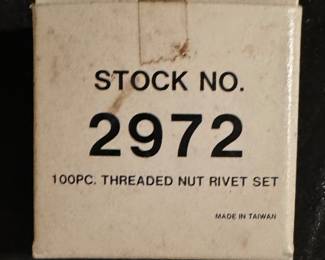 STOCK NO.
2972
100PC. THREADED NUT RIVET SET
MADE IN TAIWAN